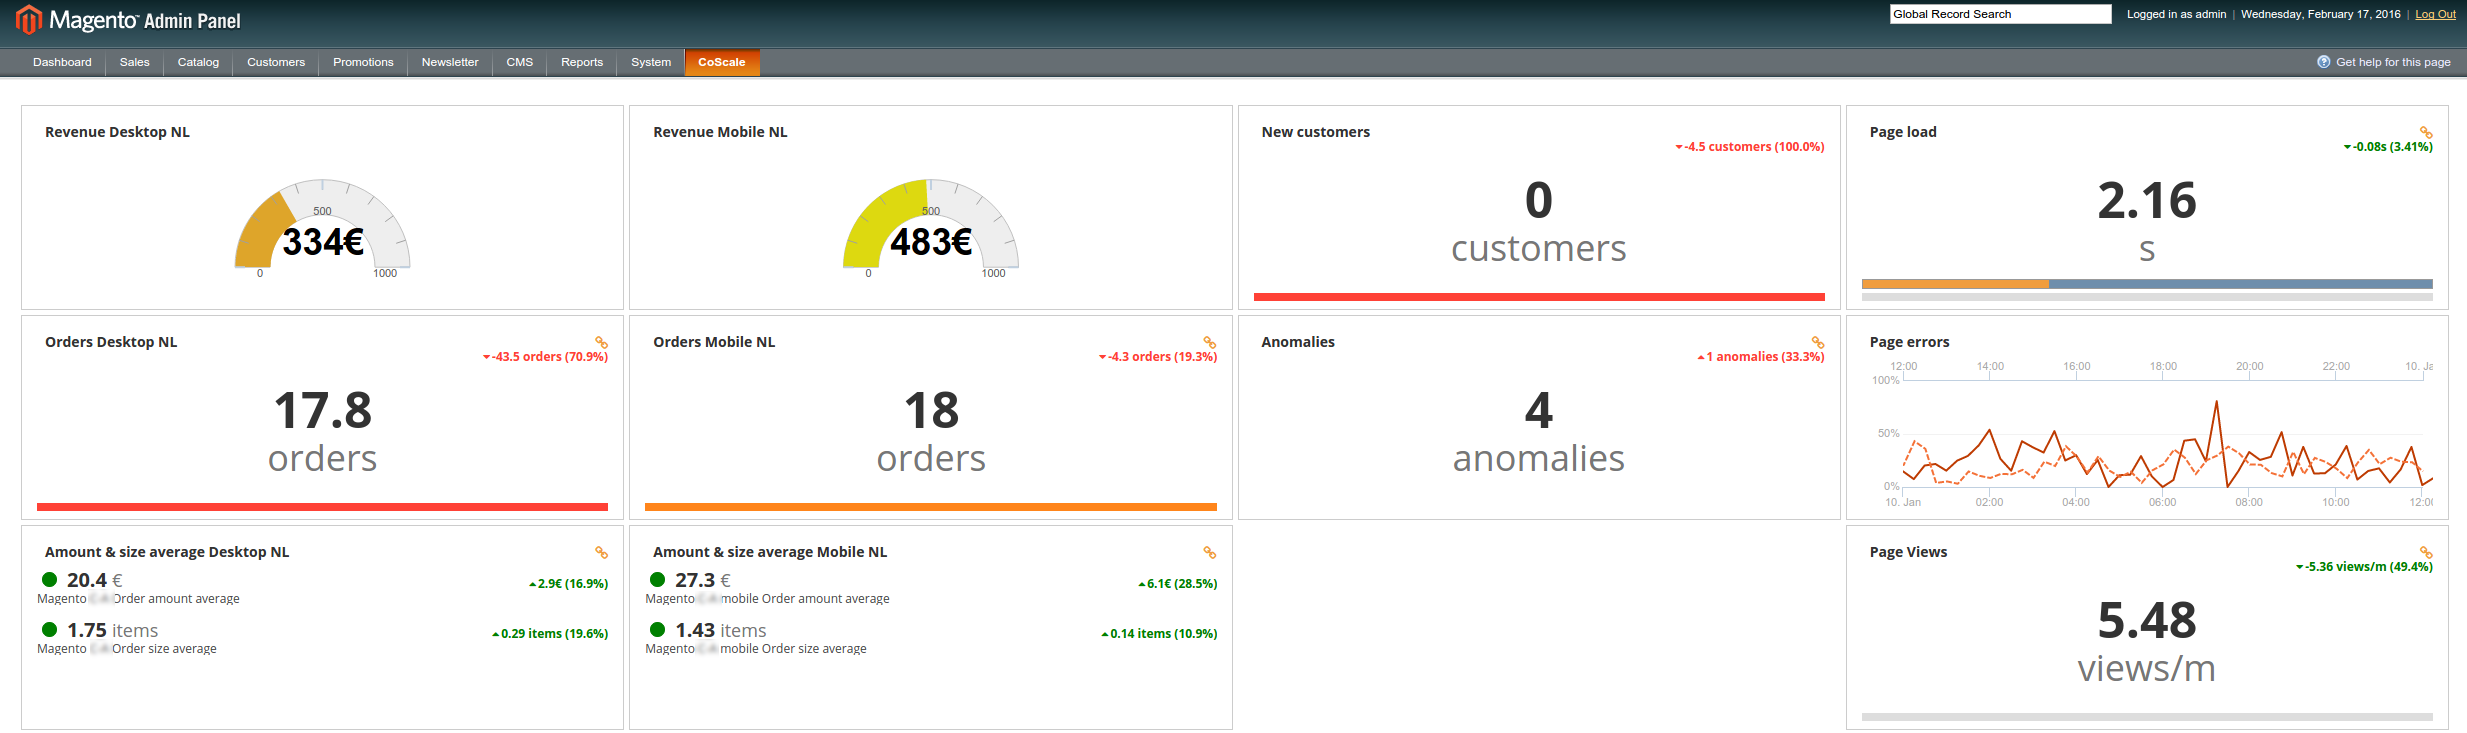 Magento™ Admin Panel
Global Record Search
Logged in as admin | Wednesday, February 17, 2016 | Log Out
Dashboard Sales Catalog Customers Promotions Newsletter CMS Reports System CoScale
Get help for this page
Revenue Desktop NL
500
334€
0 1000
Revenue Mobile NL
500
483€
0 1000
New customers
-4.5 customers (100.0%)
0
customers
Page load
-0.08s (3.41%)
2.16
s
Orders Desktop NL
-43.5 orders (70.9%)
17.8
orders
Orders Mobile NL
-4.3 orders (19.3%)
18
orders
Anomalies
1 anomalies (33.3%)
4
anomalies
Page errors
12:00 14:00 16:00 18:00 20:00 22:00 10. Ja
100%
50%
0%
10. Jan 02:00 04:00 06:00 08:00 10:00 12:00
Amount & size average Desktop NL
20.4 €
2.9€ (16.9%)
Magento Order amount average
1.75 items
0.29 items (19.6%)
Magento Order size average
Amount & size average Mobile NL
27.3 €
6.1€ (28.5%)
Magento mobile Order amount average
1.43 items
0.14 items (10.9%)
Magento mobile Order size average
Page Views
-5.36 views/m (49.4%)
5.48
views/m